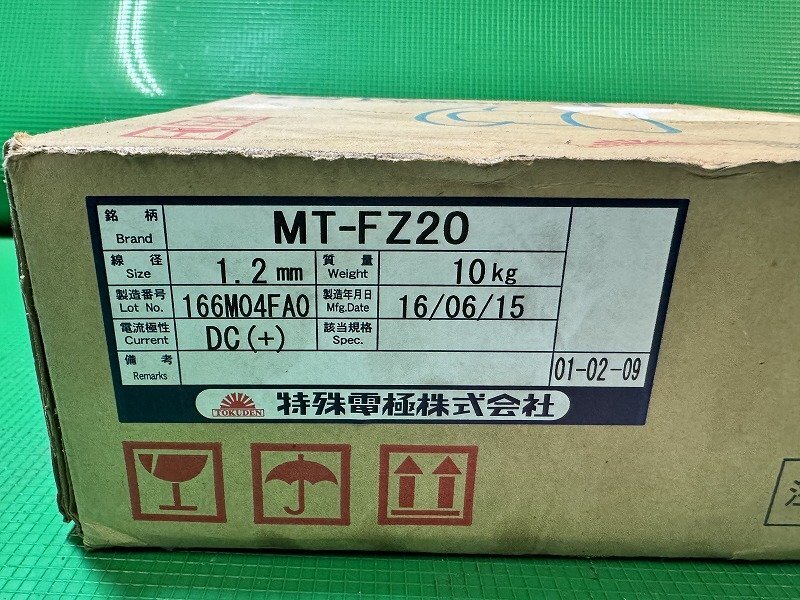 銘柄 Brand MT-FZ20
線径 Size 1.2mm 質量 Weight 10kg
製造番号 Lot No. 166M04FA0 製造年月日 Mfg.Date 16/06/15
電流極性 Current DC(+) 該当規格 Spec.
備考 Remarks 01-02-09
TOKUDEN 特殊電極株式会社